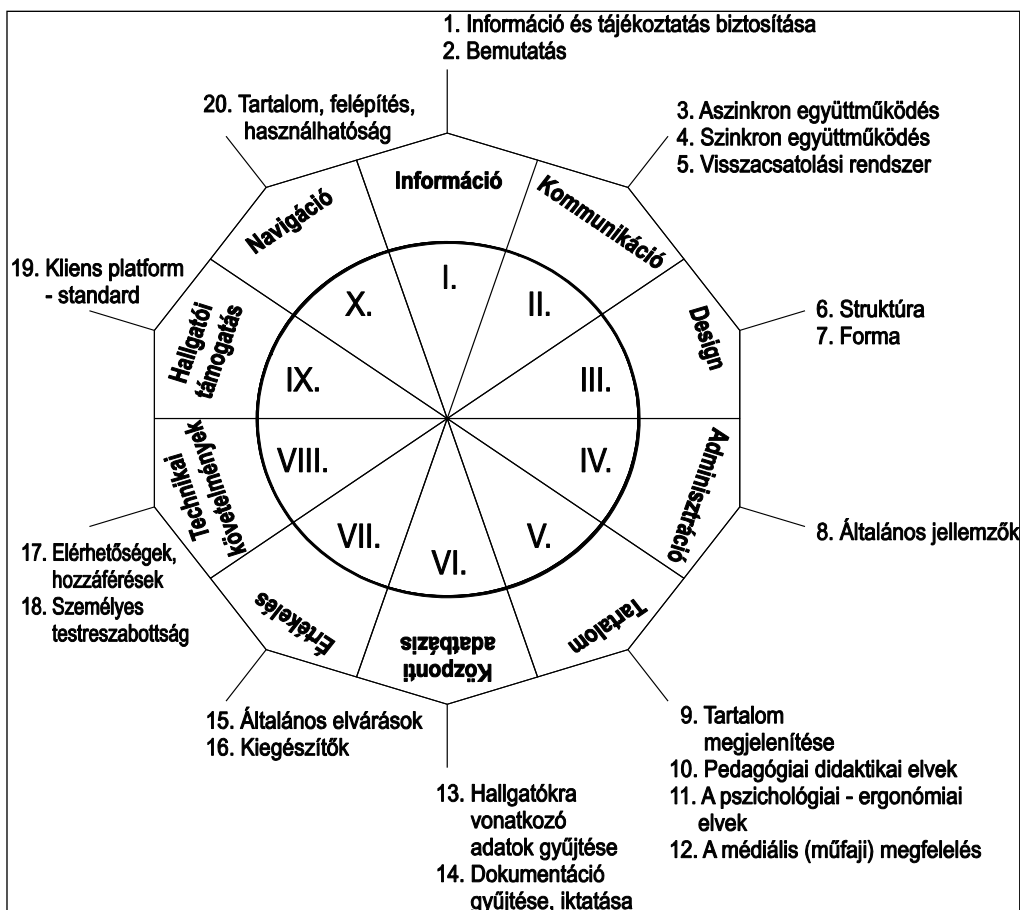 1. Információ és tájékoztatás biztosítása
2. Bemutatás
3. Aszinkron együttműködés
4. Szinkron együttműködés
5. Visszacsatolási rendszer
6. Struktúra
7. Forma
8. Általános jellemzők
9. Tartalom
megjelenítése
10. Pedagógiai didaktikai elvek
11. A pszichológiai - ergonómiai
elvek
12. A médiális (műfaji) megfelelés
13. Hallgatókra
vonatkozó
adatok gyűjtése
14. Dokumentáció
gyűjtése, iktatása
15. Általános elvárások
16. Kiegészítők
17. Elérhetőségek,
hozzáférések
18. Személyes
testreszabottság
19. Kliens platform
- standard
20. Tartalom, felépítés,
használhatóság
Információ
Kommunikáció
Design
Adminisztráció
Tartalom
Központi
adatbázis
Értékelés
Technikai
követelmények
Hallgatói
támogatás
Navigáció
I.
II.
III.
IV.
V.
VI.
VII.
VIII.
IX.
X.